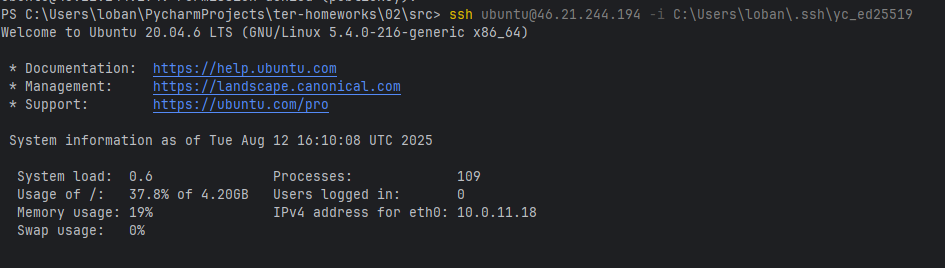 PS C:\Users\loban\PycharmProjects\ter-homeworks\02\src> ssh ubuntu@46.21.244.194 -i C:\Users\loban\.ssh\yc_ed25519
Welcome to Ubuntu 20.04.6 LTS (GNU/Linux 5.4.0-216-generic x86_64)
* Documentation:  https://help.ubuntu.com
* Management:     https://landscape.canonical.com
* Support:        https://ubuntu.com/pro
System information as of Tue Aug 12 16:10:08 UTC 2025
System load:  0.6               Processes:             109
Usage of /:   37.8% of 4.20GB   Users logged in:       0
Memory usage: 19%               IPv4 address for eth0: 10.0.11.18
Swap usage:   0%